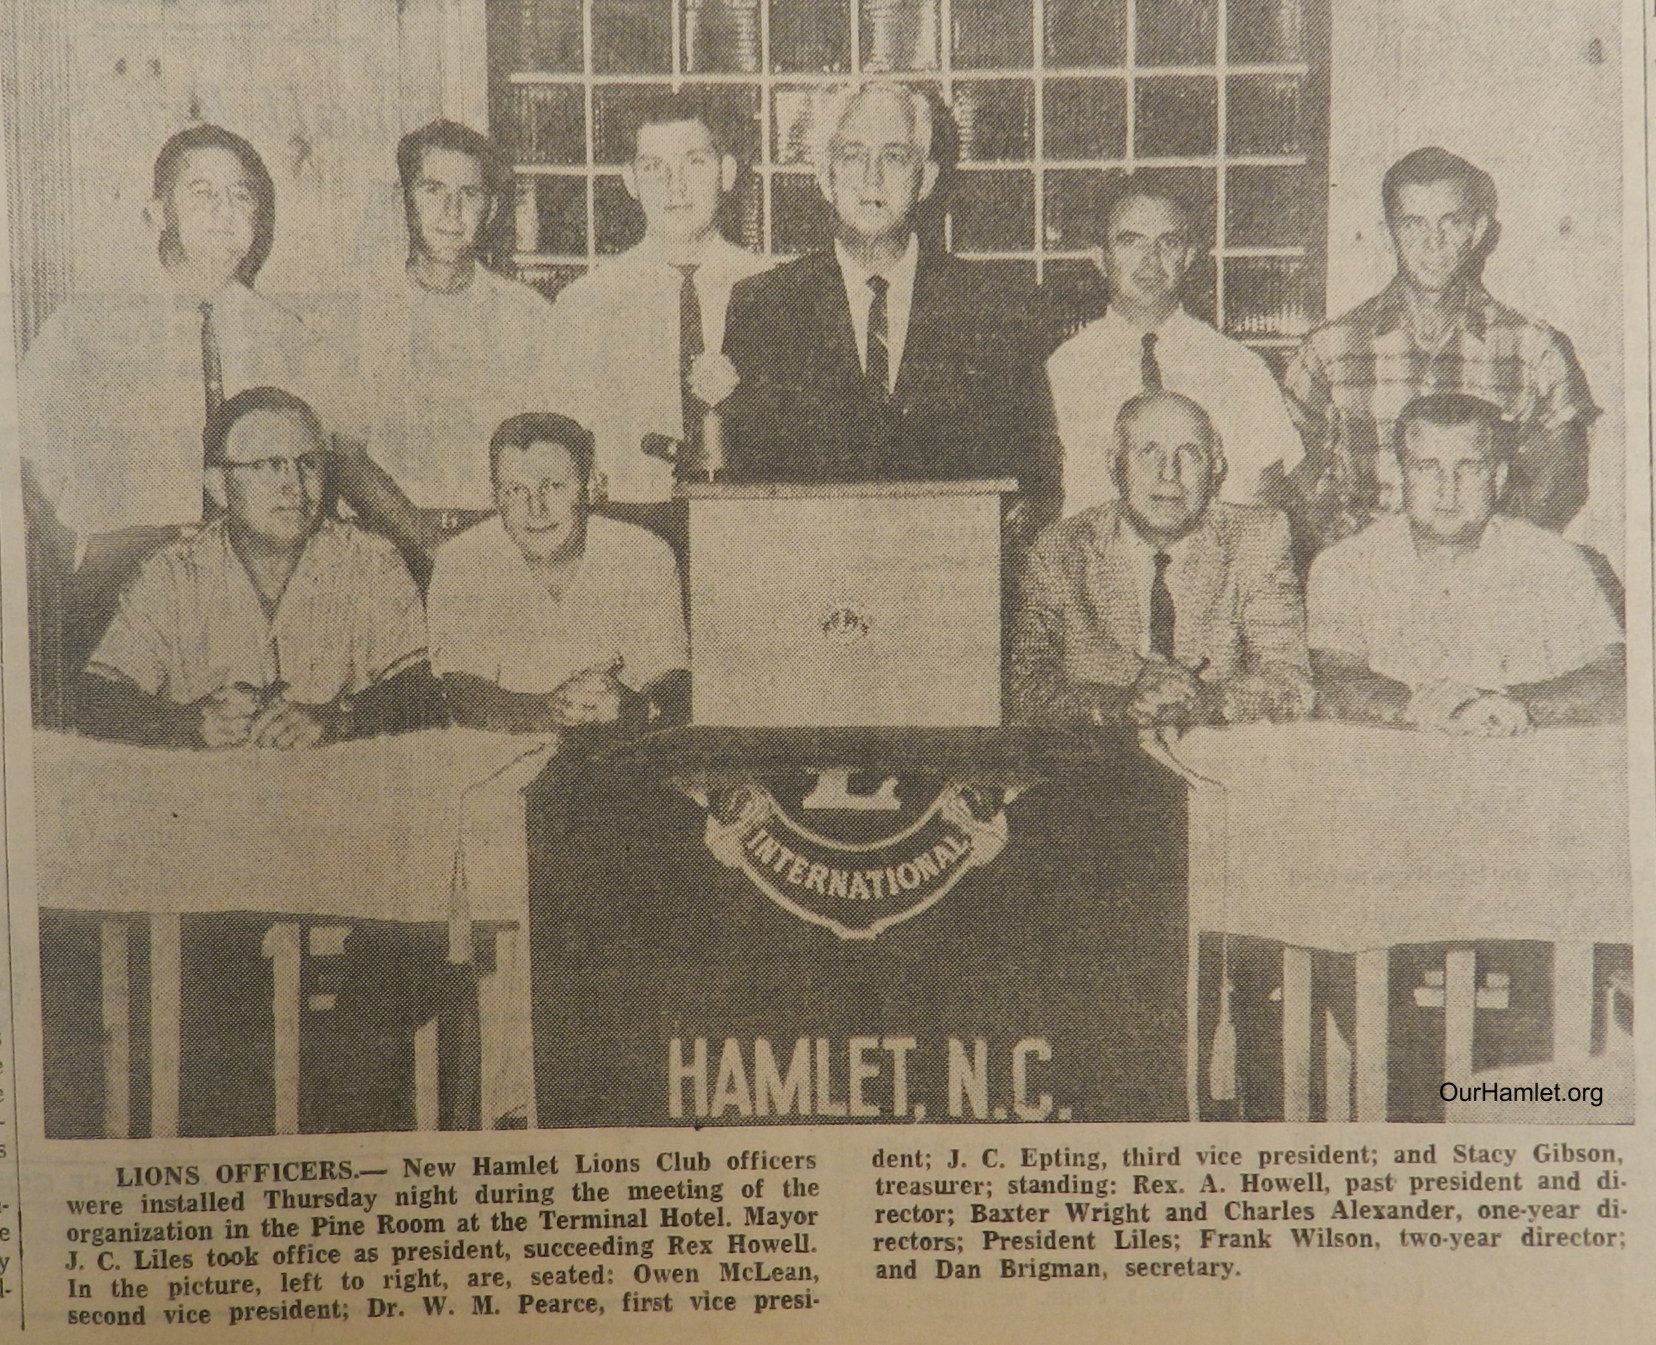 INTERNATIONAL
HAMLET, N.C.
OurHamlet.org
LIONS OFFICERS.— New Hamlet Lions Club officers
were installed Thursday night during the meeting of the
organization in the Pine Room at the Terminal Hotel. Mayor
J. C. Liles took office as president, succeeding Rex Howell.
In the picture, left to right, are, seated: Owen McLean,
second vice president; Dr. W. M. Pearce, first vice presi-
dent; J. C. Epting, third vice president; and Stacy Gibson,
treasurer; standing: Rex. A. Howell, past president and di-
rector; Baxter Wright and Charles Alexander, one-year di-
rectors; President Liles; Frank Wilson, two-year director;
and Dan Brigman, secretary.